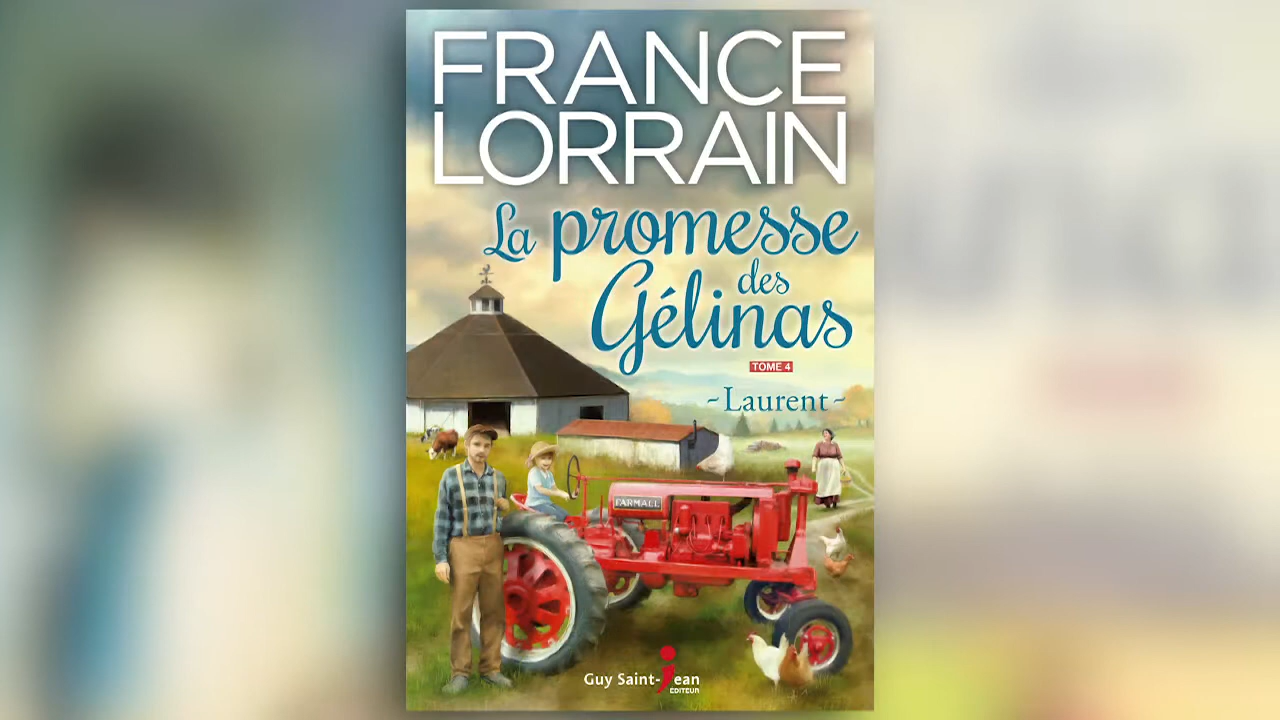 FRANCE
LORRAIN
La promesse
des
Gélinas
TOME 4
~Laurent~
FARMALL
Guy Saint-Jean
ÉDITEUR